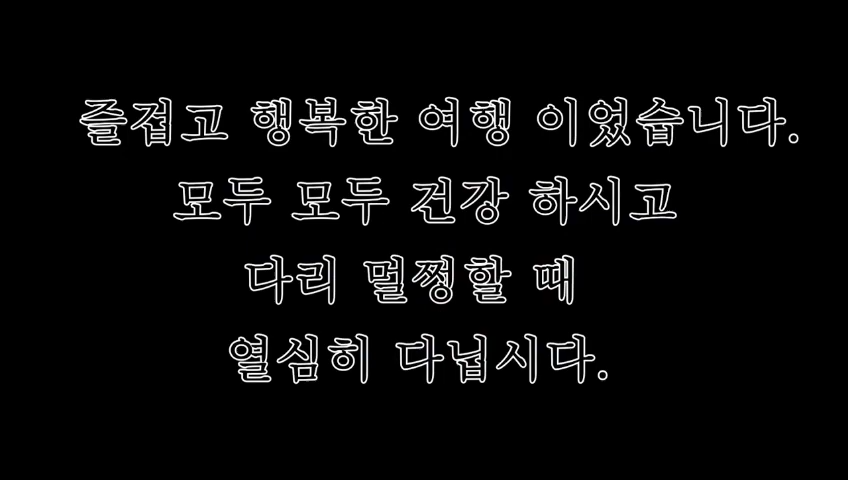 즐겁고 행복한 여행 이었습니다.
모두 모두 건강 하시고
다리 멀쩡할 때
열심히 다닙시다.